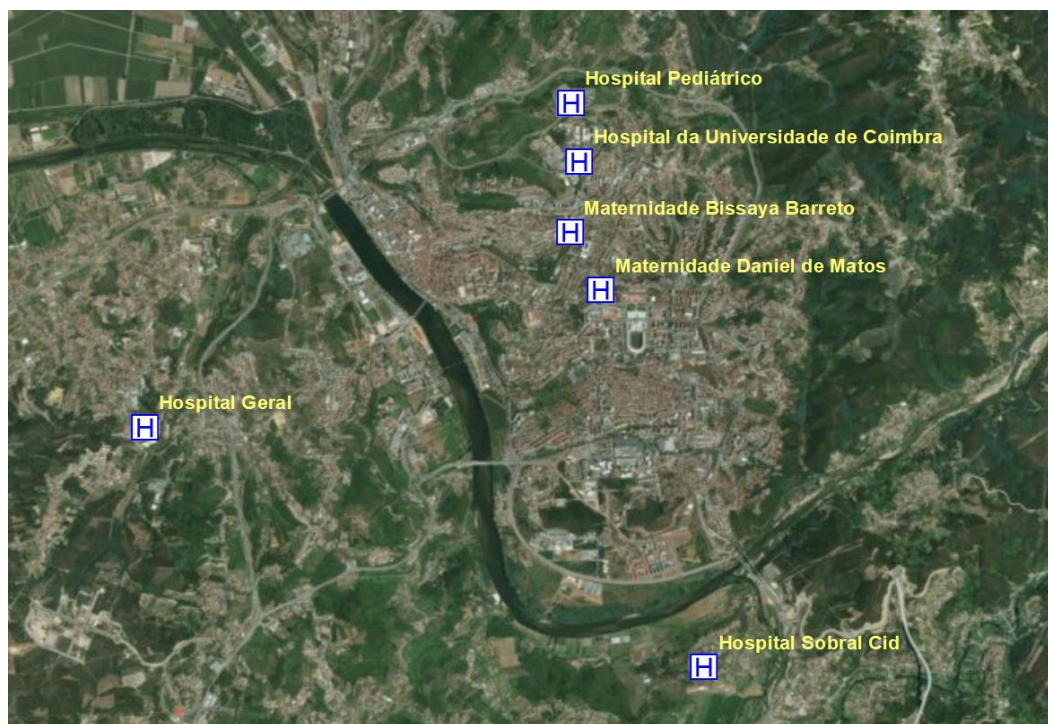 Hospital Pediátrico
H
Hospital da Universidade de Coimbra
H
Maternidade Bissaya Barreto
H
Maternidade Daniel de Matos
H
Hospital Geral
H
Hospital Sobral Cid
H